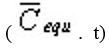 ( C̅ equ . t)